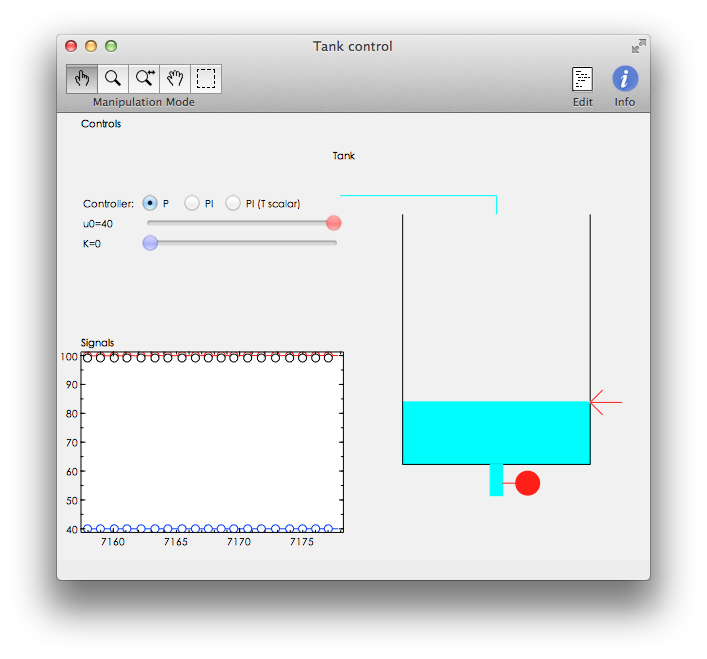 Tank control
Manipulation Mode
Edit
Info
Controls
Tank
Controller: P PI PI (T scalar)
u0=40
K=0
Signals
100
90
80
70
60
50
40
7160 7165 7170 7175